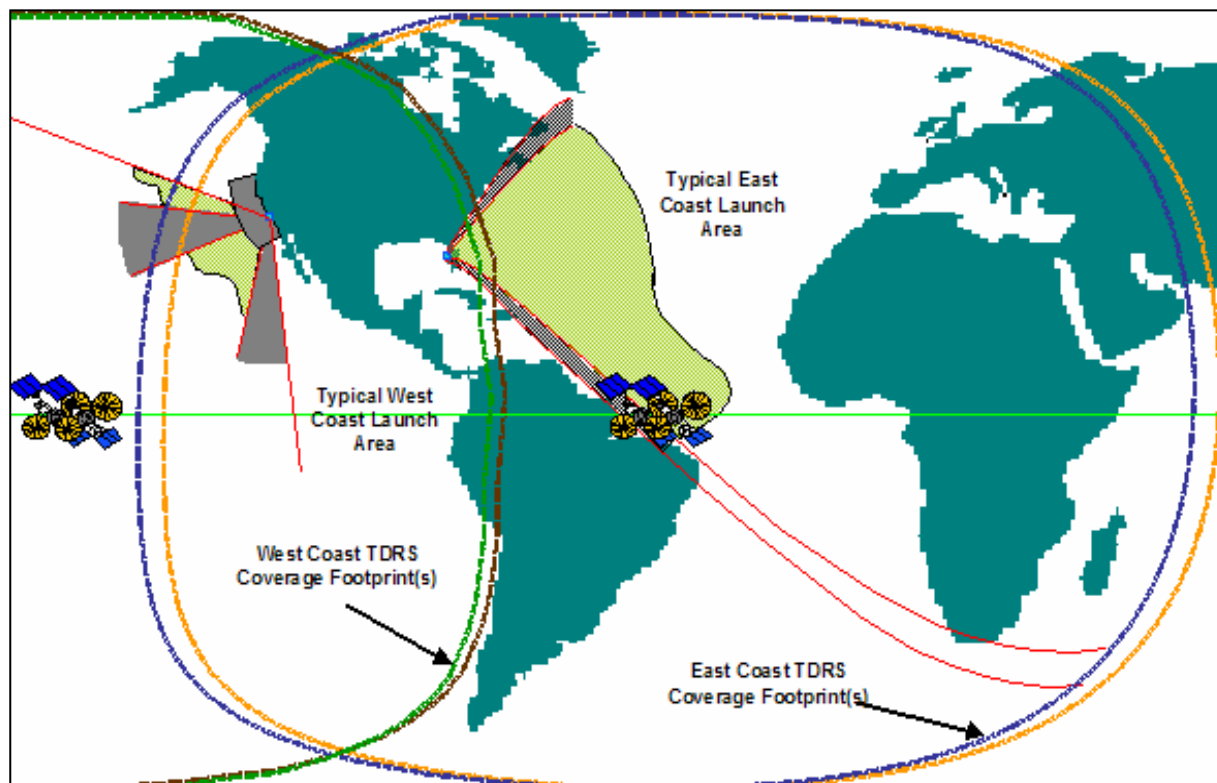 Typical East
Coast Launch
Area
Typical West
Coast Launch
Area
West Coast TDRS
Coverage Footprint(s)
East Coast TDRS
Coverage Footprint(s)